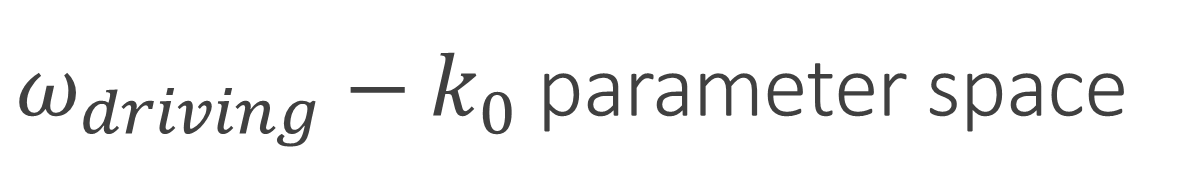 ω_driving − k_0 parameter space